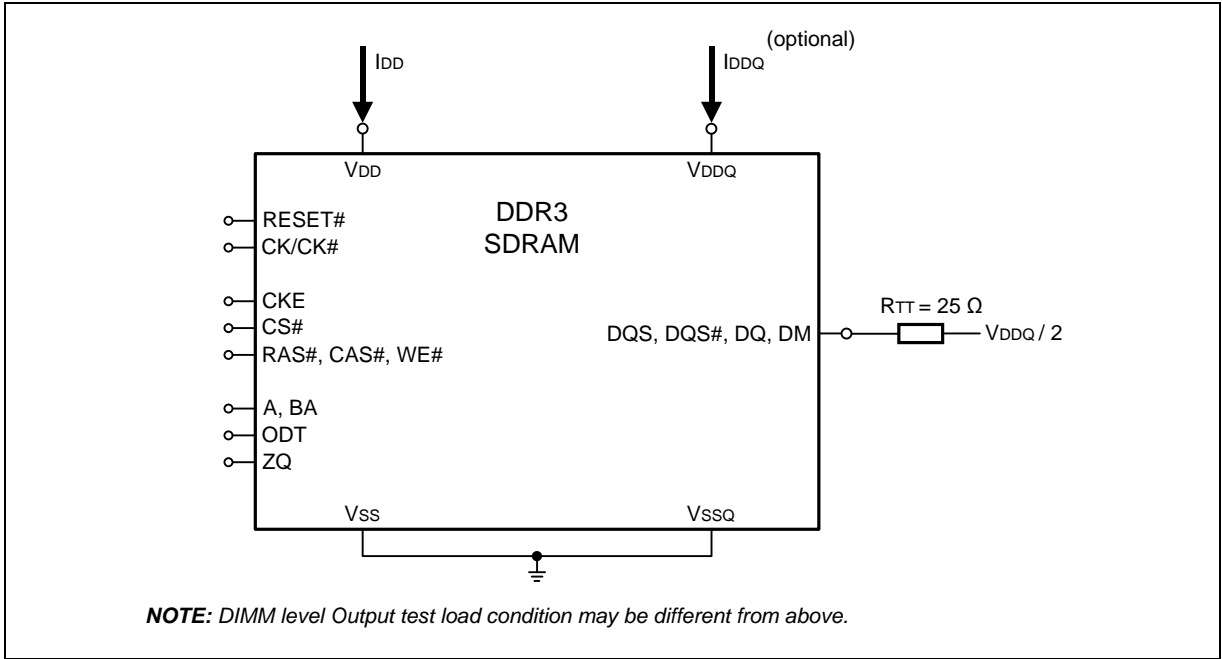 (optional)
IDD
IDDQ
VDD
VDDQ
DDR3
SDRAM
RESET#
CK/CK#
CKE
CS#
RAS#, CAS#, WE#
A, BA
ODT
ZQ
DQS, DQS#, DQ, DM
RTT = 25 Ω
VDDQ / 2
VSS
VSSQ
NOTE: DIMM level Output test load condition may be different from above.